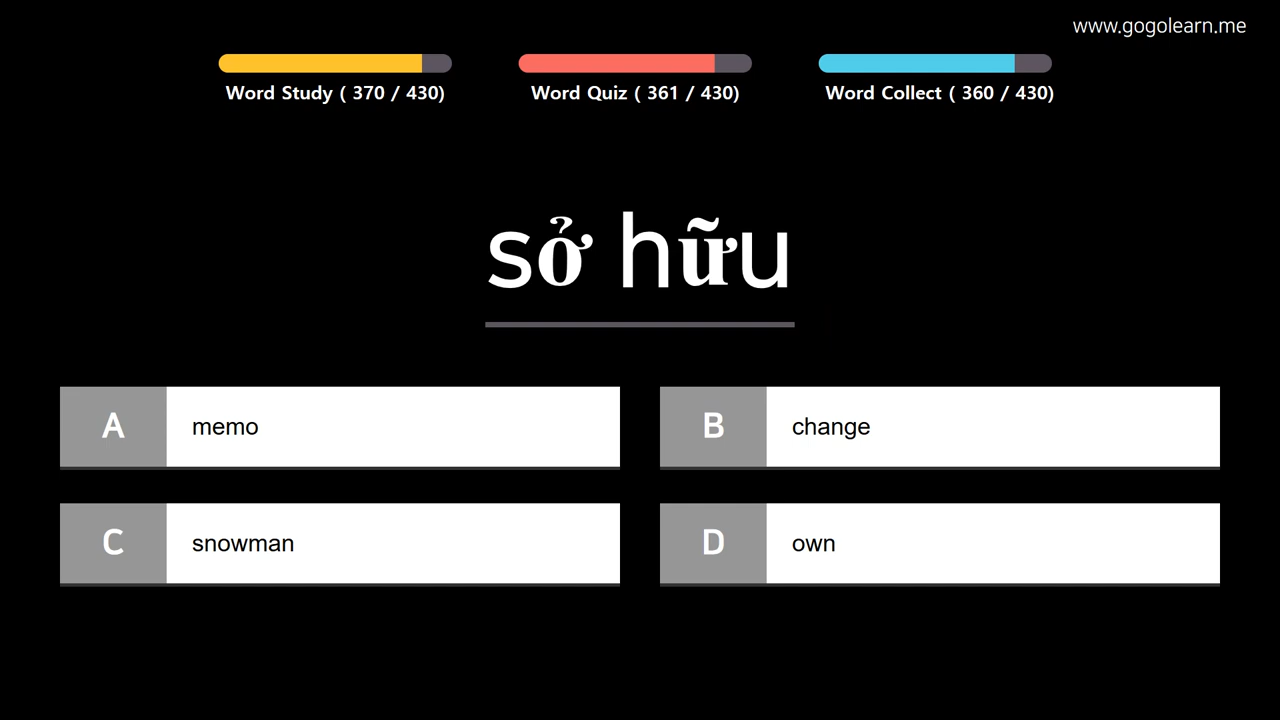 www.gogolearn.me
Word Study ( 370 / 430)
Word Quiz ( 361 / 430)
Word Collect ( 360 / 430)
sở hữu
A memo
B change
C snowman
D own